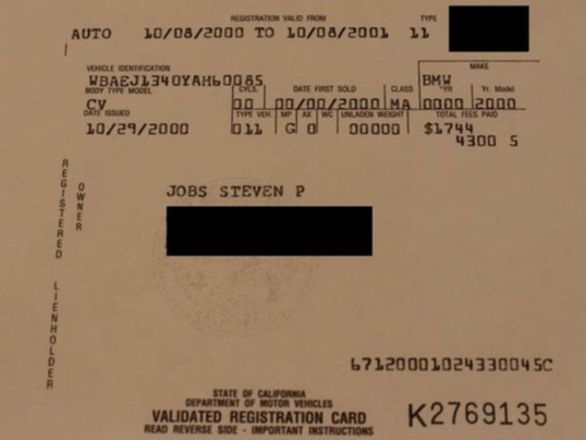 REGISTRATION VALID FROM TYPE
AUTO 10/08/2000 TO 10/08/2001 11
VEHICLE IDENTIFICATION MAKE
WBAEJ1340YAH60085 BMW
BODY TYPE MODEL CYLS. DATE FIRST SOLD CLASS *YR Yr. Model
CV 00 00/00/2000 MA 0000 2000
DATE ISSUED TYPE VEH. MP AX WC UNLADEN WEIGHT TOTAL FEES PAID
10/29/2000 011 G 0 00000 $1744
4300 S
REGISTERED OWNER
JOBS STEVEN P
LIENHOLDER
67120001024330045C
STATE OF CALIFORNIA
DEPARTMENT OF MOTOR VEHICLES
VALIDATED REGISTRATION CARD
READ REVERSE SIDE - IMPORTANT INSTRUCTIONS
K2769135